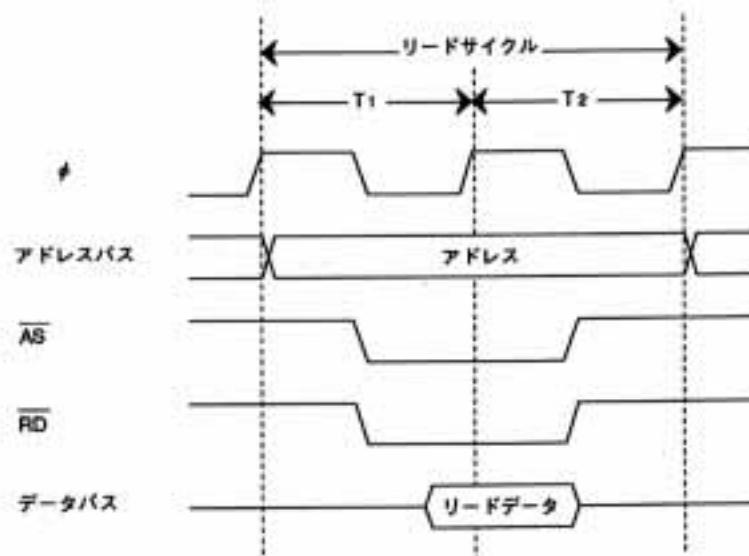 リードサイクル
T1
T2
φ
アドレスバス
アドレス
AS
RD
データバス
リードデータ